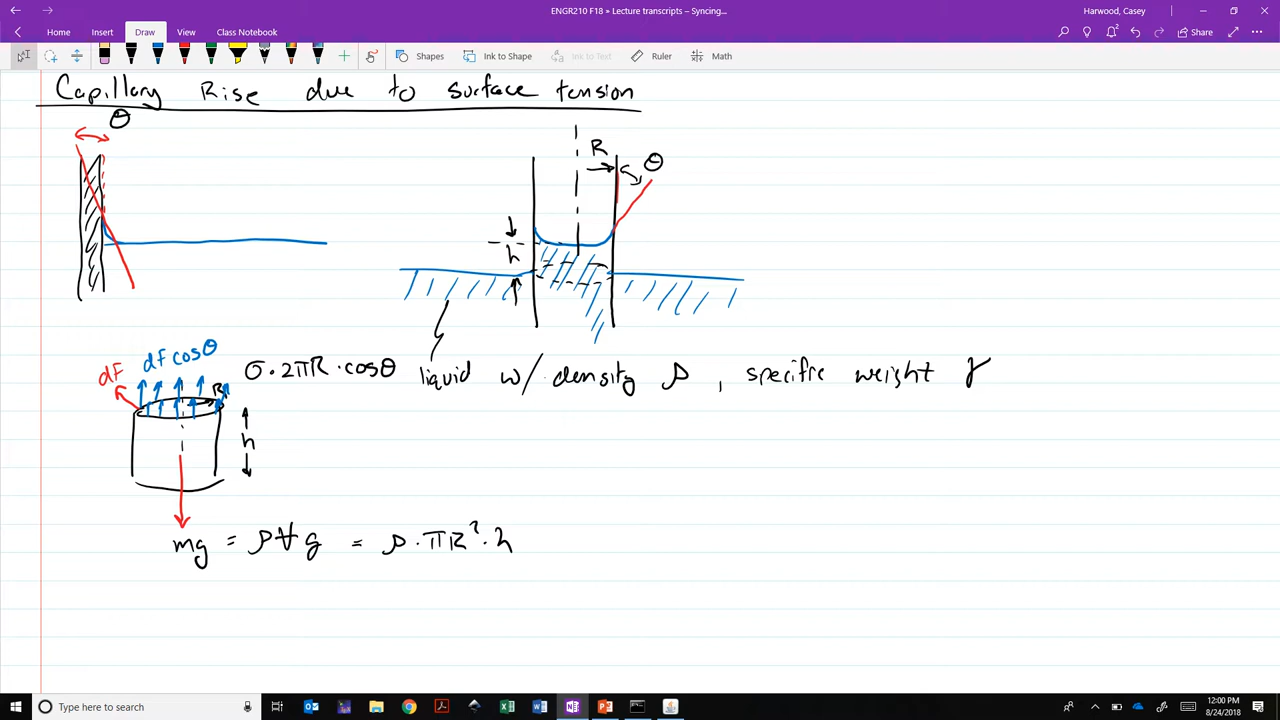 ENGR210 F18 » Lecture transcripts – Syncing...
Harwood, Casey
Home Insert Draw View Class Notebook
Share
Shapes Ink to Shape Ink to Text Ruler Math
Capillary Rise due to surface tension
θ
R θ
h
dF dF cosθ σ·2πR·cosθ
R
h
liquid w/ density ρ, specific weight γ
mg = ρ∀g = ρ·πR²·h
Type here to search
12:00 PM
8/24/2018